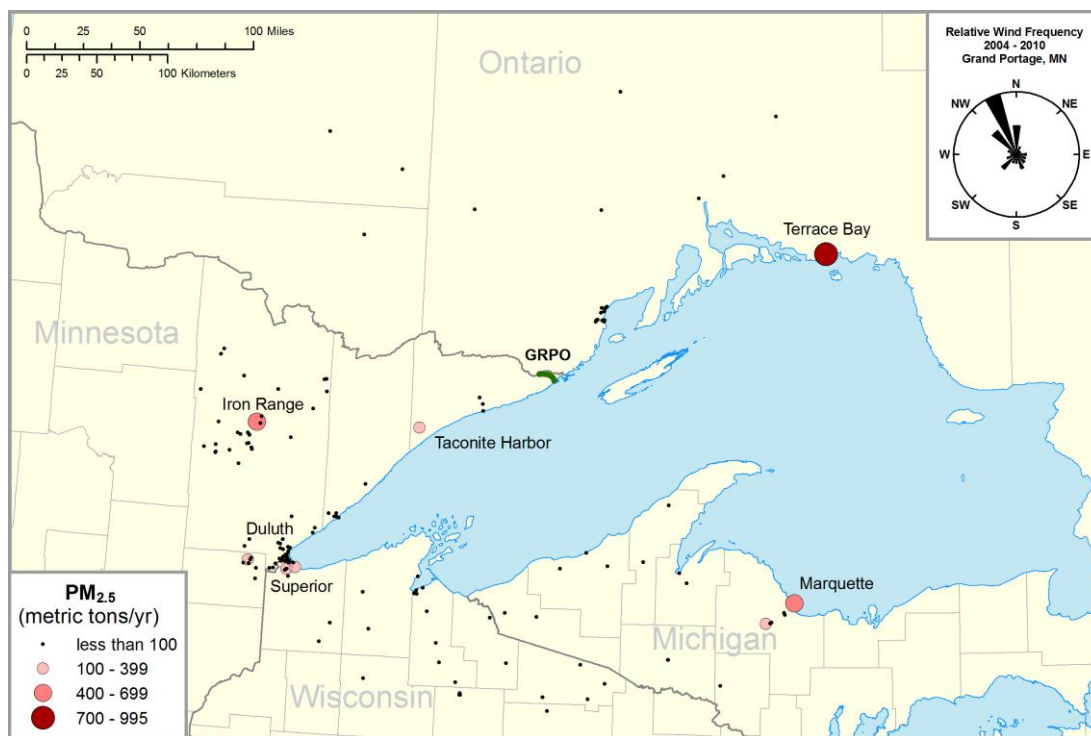 0 25 50 100 Miles
0 25 50 100 Kilometers
Ontario
Relative Wind Frequency
2004 - 2010
Grand Portage, MN
N
NW NE
W E
SW SE
S
Terrace Bay
Minnesota
GRPO
Iron Range
Taconite Harbor
Duluth
Superior
Marquette
Michigan
Wisconsin
PM2.5
(metric tons/yr)
less than 100
100 - 399
400 - 699
700 - 995